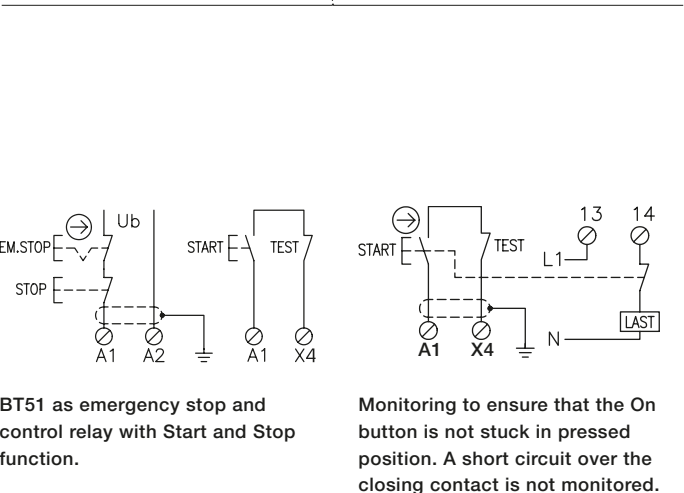 Ub
EM.STOP
STOP
A1 A2
START TEST
A1 X4
BT51 as emergency stop and
control relay with Start and Stop
function.
START TEST
A1 X4
13 14
L1
LAST
N
Monitoring to ensure that the On
button is not stuck in pressed
position. A short circuit over the
closing contact is not monitored.